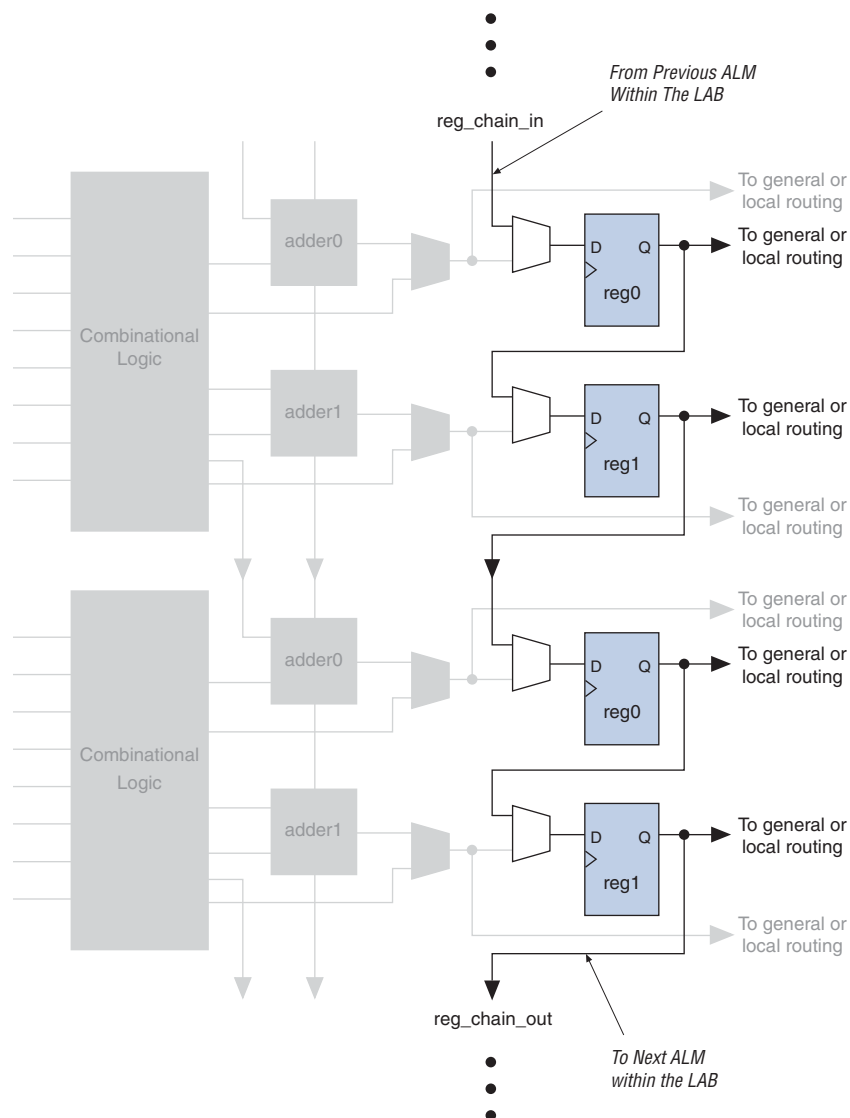 From Previous ALM
Within The LAB
reg_chain_in
To general or
local routing
adder0
D Q
reg0
To general or
local routing
Combinational
Logic
adder1
D Q
reg1
To general or
local routing
To general or
local routing
To general or
local routing
adder0
D Q
reg0
To general or
local routing
Combinational
Logic
adder1
D Q
reg1
To general or
local routing
To general or
local routing
reg_chain_out
To Next ALM
within the LAB